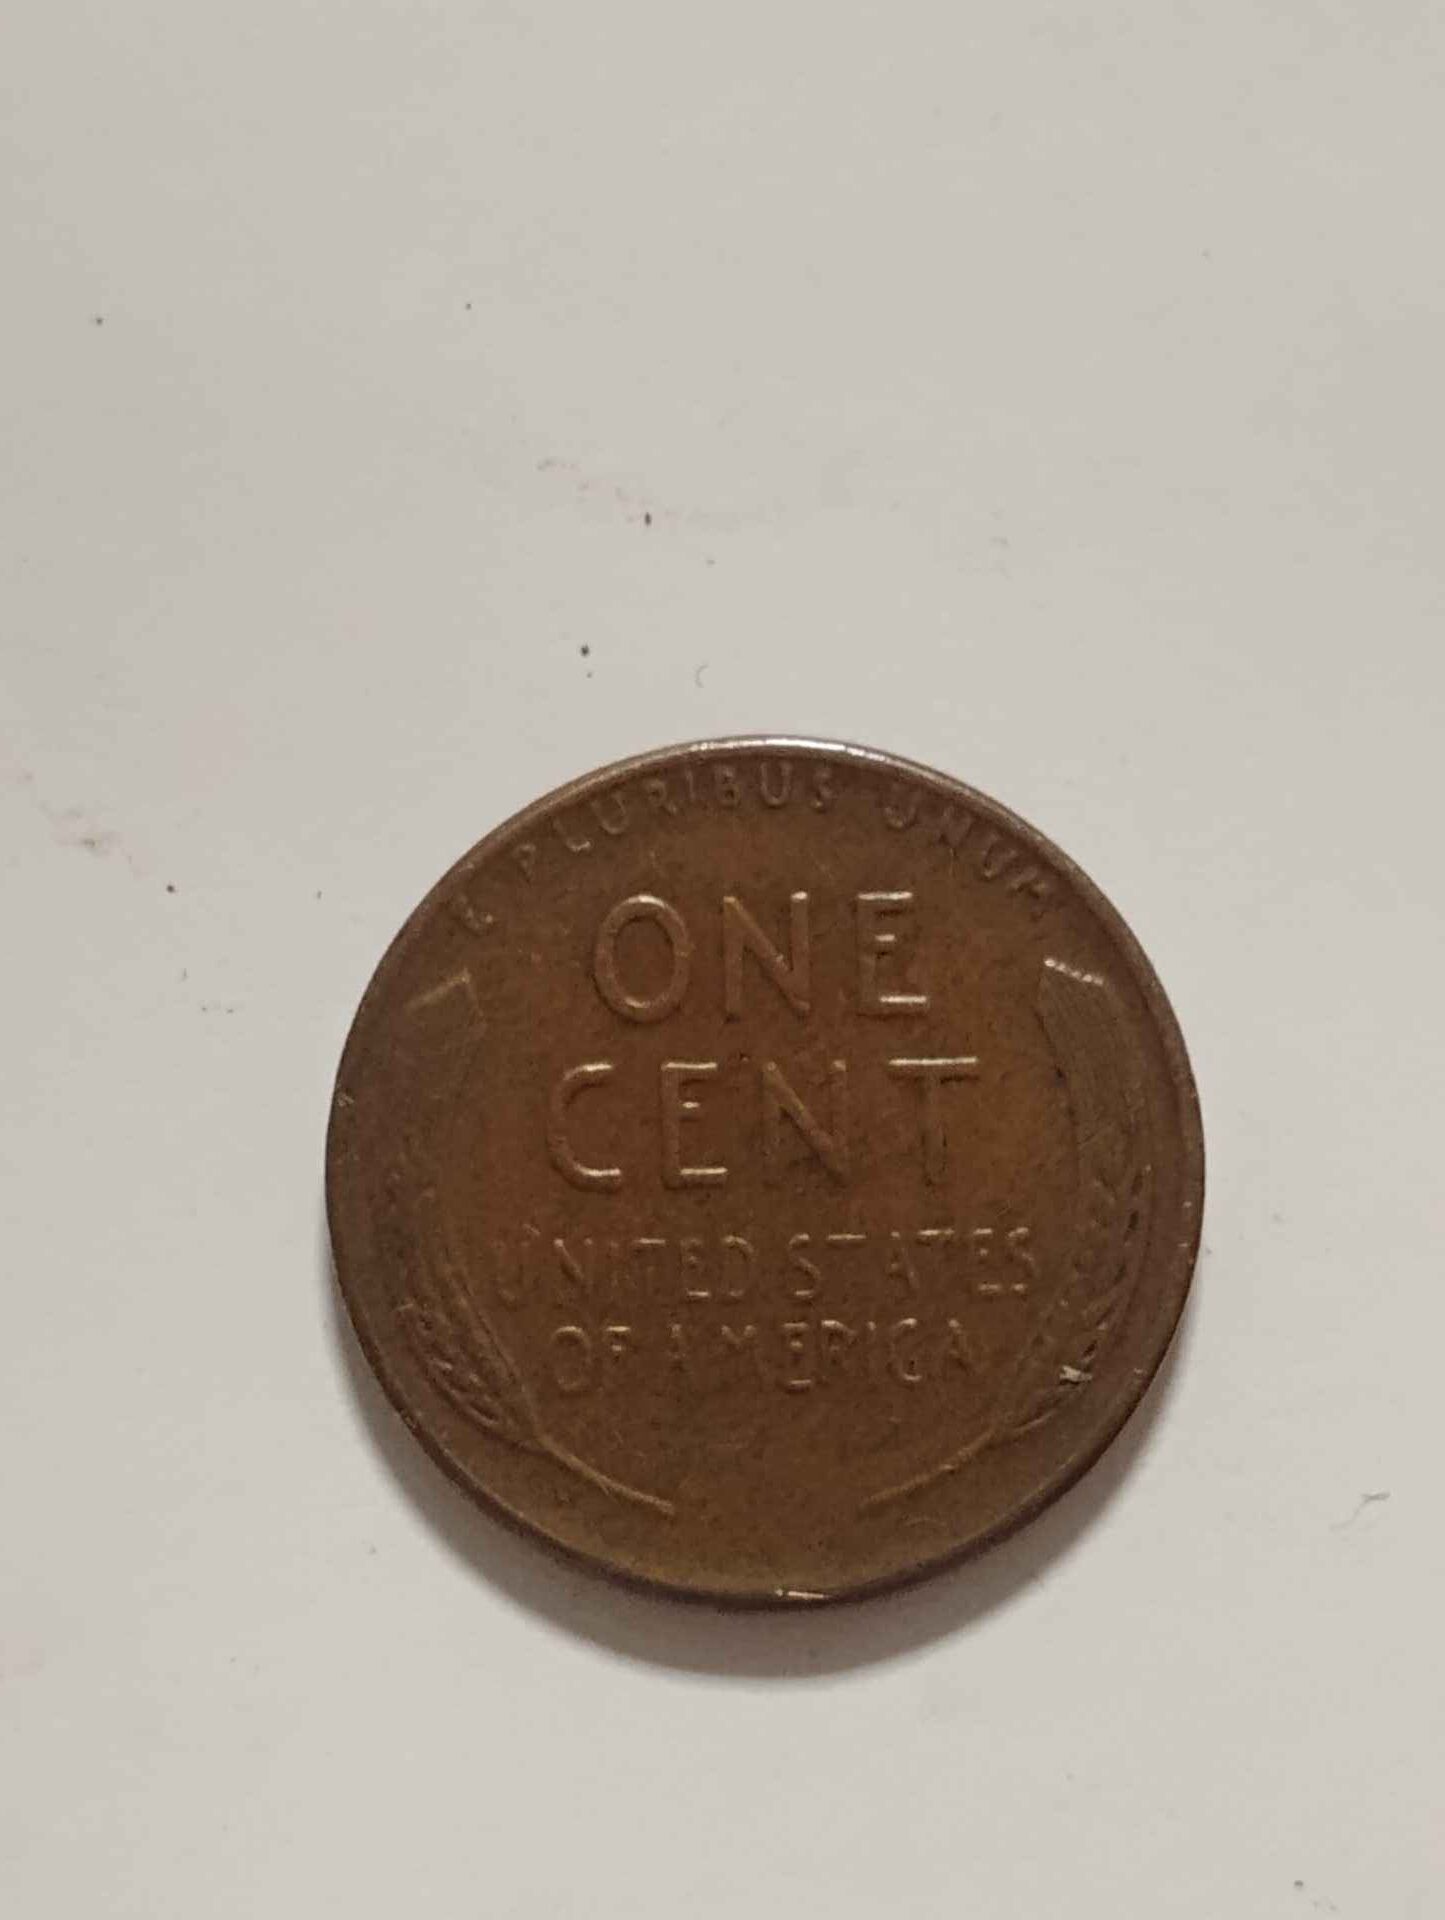 E PLURIBUS UNUM
ONE
CENT
UNITED STATES
OF AMERICA